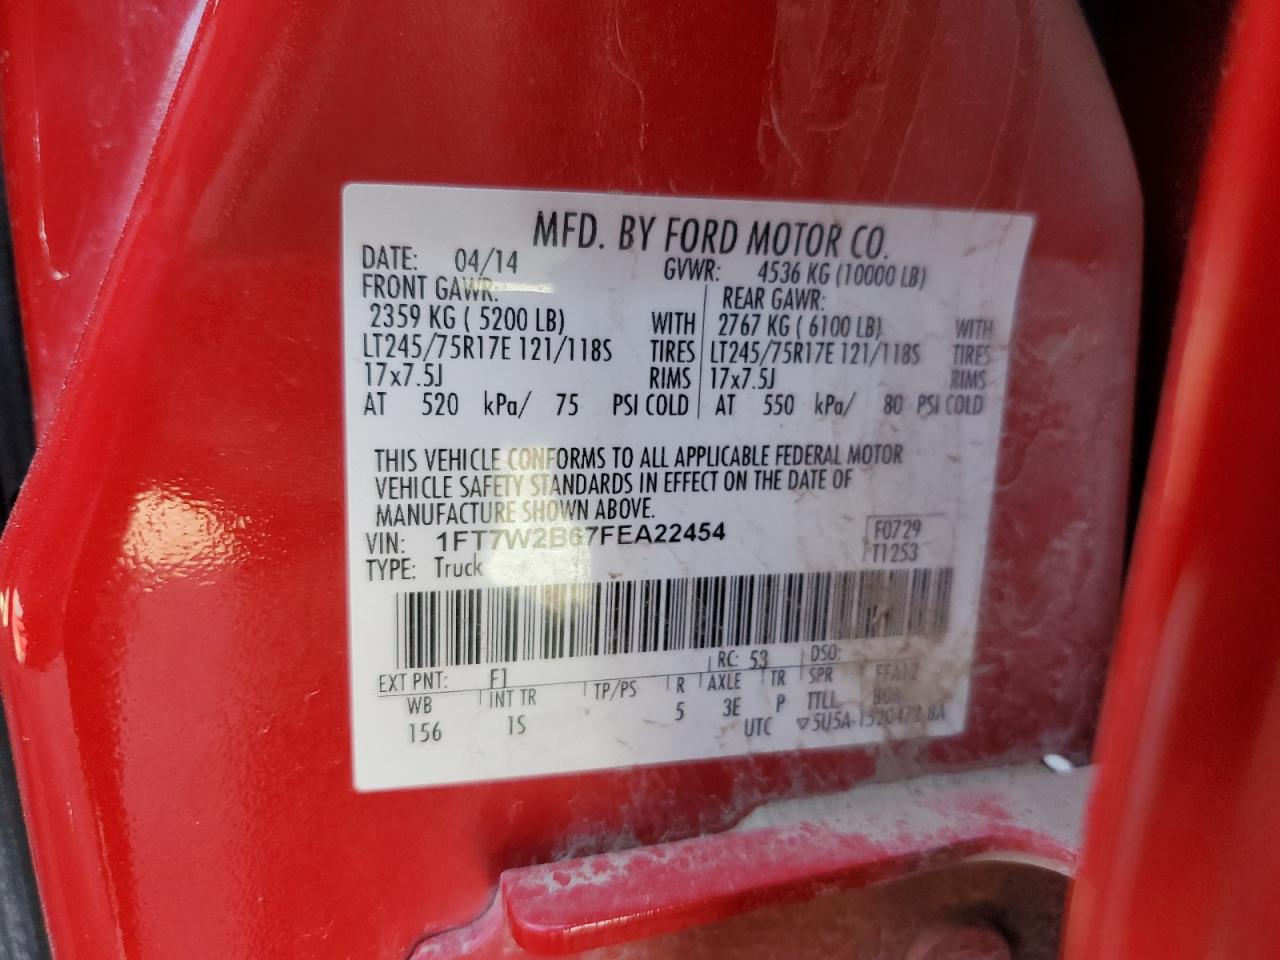 MFD. BY FORD MOTOR CO.
DATE: 04/14 GVWR: 4536 KG (10000 LB)
FRONT GAWR: REAR GAWR:
2359 KG ( 5200 LB) WITH 2767 KG ( 6100 LB) WITH
LT245/75R17E 121/118S TIRES LT245/75R17E 121/118S TIRES
17x7.5J RIMS 17x7.5J RIMS
AT 520 kPa/ 75 PSI COLD AT 550 kPa/ 80 PSI COLD
THIS VEHICLE CONFORMS TO ALL APPLICABLE FEDERAL MOTOR
VEHICLE SAFETY STANDARDS IN EFFECT ON THE DATE OF
MANUFACTURE SHOWN ABOVE.
VIN: 1FT7W2B67FEA22454 F0729
TYPE: Truck T1253
RC: 53 DSO:
EXT PNT: F1
WB INT TR TP/PS R AXLE TR SPR FFA12
156 1S 5 3E P TTLL
UTC